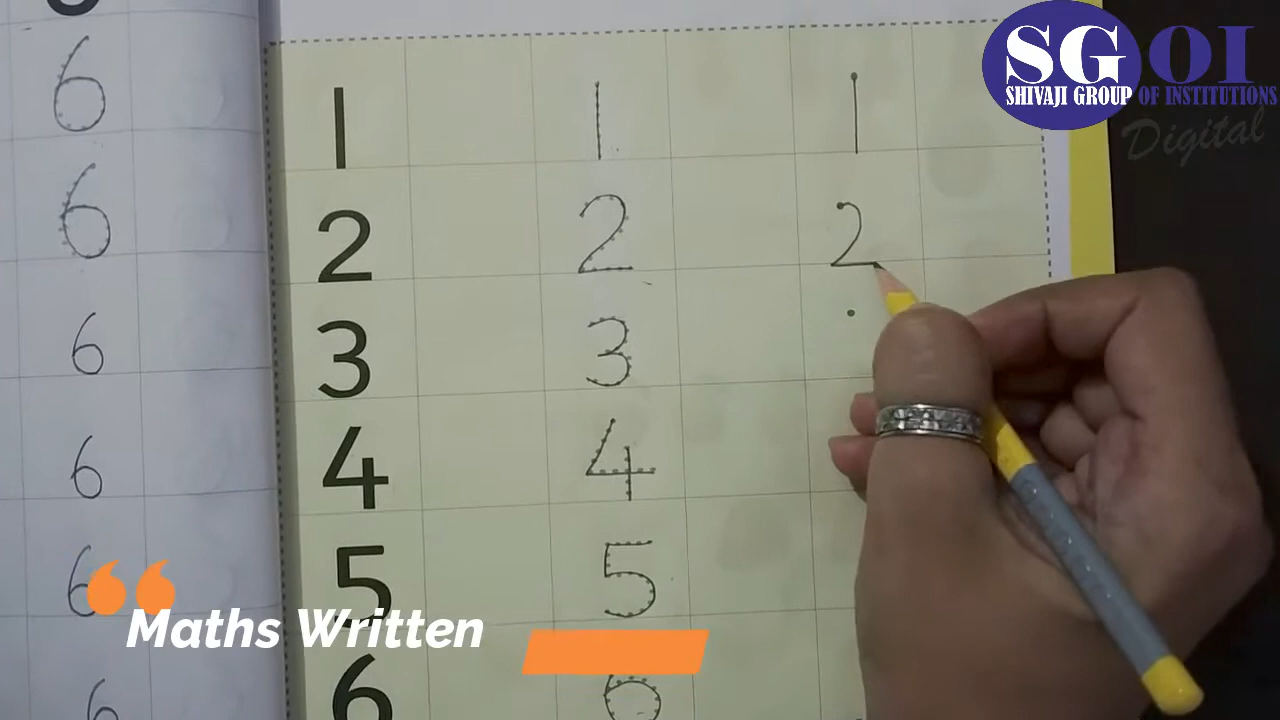 SGOI
SHIVAJI GROUP OF INSTITUTIONS
Digital
6
6
6
6
6
6
1 1 1
2 2 2
3 3
4 4
5 5
6 6
Maths Written